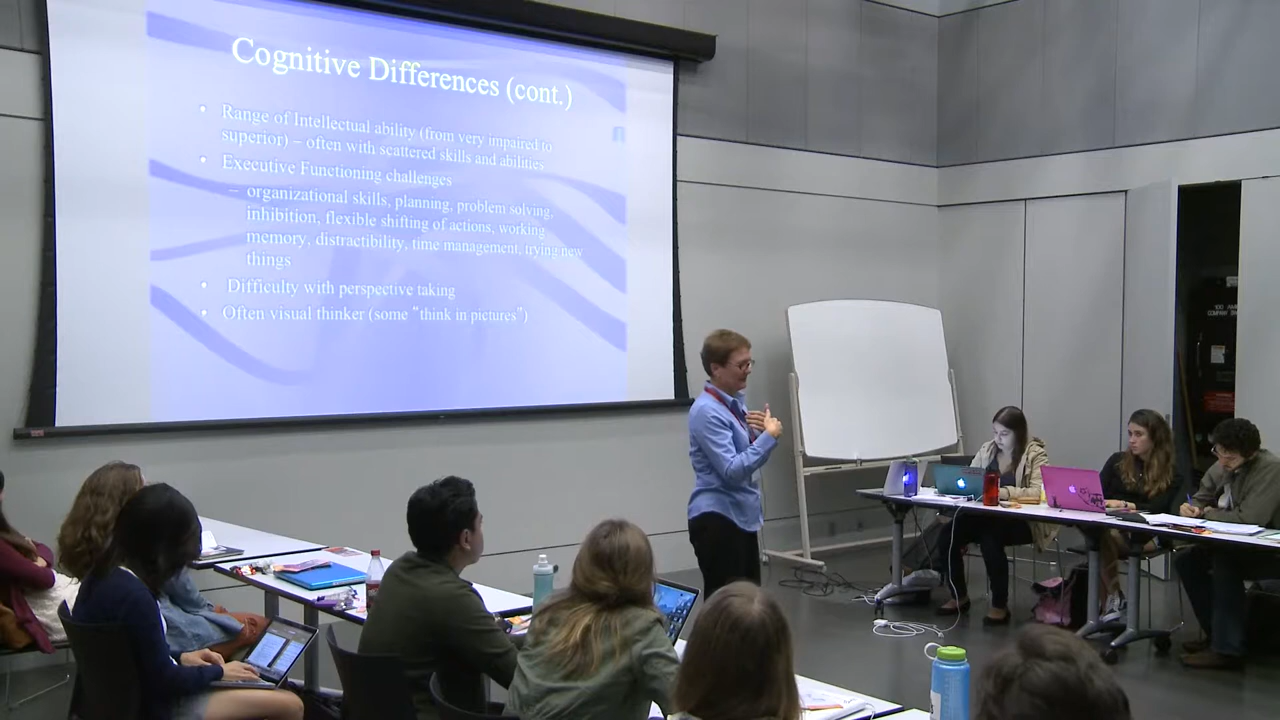 Cognitive Differences (cont.)
• Range of Intellectual ability (from very impaired to
superior) – often with scattered skills and abilities
• Executive Functioning challenges
– organizational skills, planning, problem solving,
inhibition, flexible shifting of actions, working
memory, distractibility, time management, trying new
things
• Difficulty with perspective taking
• Often visual thinker (some "think in pictures")